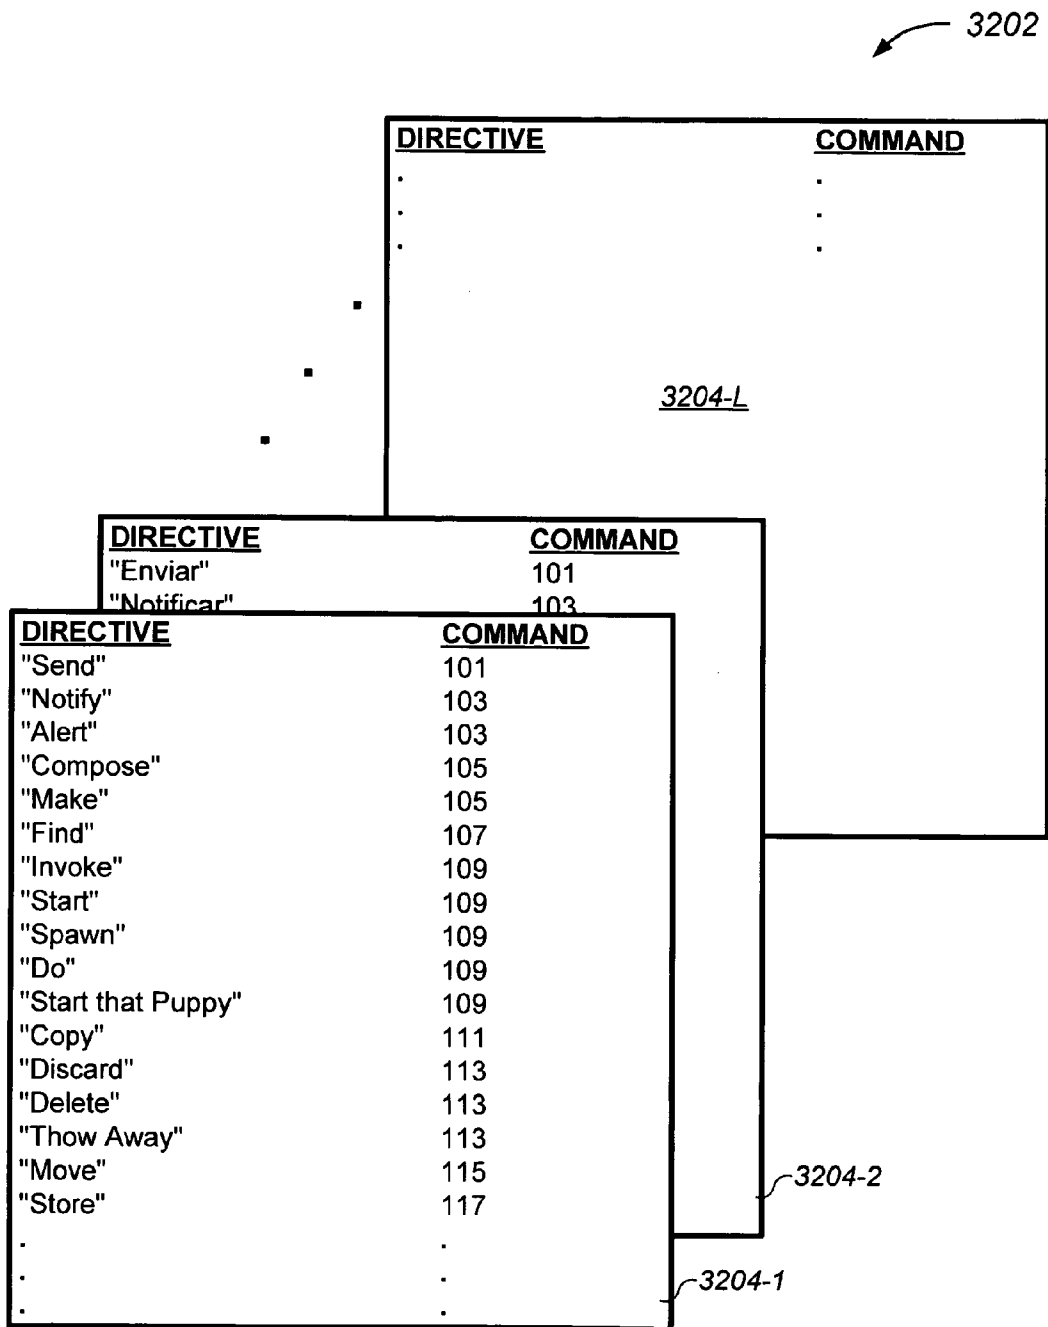 3202
DIRECTIVE COMMAND
. .
. .
. .
3204-L
DIRECTIVE COMMAND
"Enviar" 101
"Notificar" 103
DIRECTIVE COMMAND
"Send" 101
"Notify" 103
"Alert" 103
"Compose" 105
"Make" 105
"Find" 107
"Invoke" 109
"Start" 109
"Spawn" 109
"Do" 109
"Start that Puppy" 109
"Copy" 111
"Discard" 113
"Delete" 113
"Thow Away" 113
"Move" 115
"Store" 117
. .
. .
. .
3204-2
3204-1